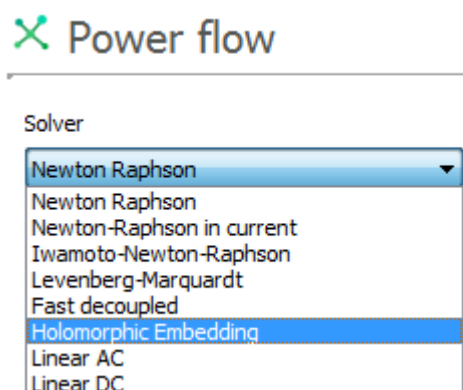 Power flow
Solver
Newton Raphson
Newton Raphson
Newton-Raphson in current
Iwamoto-Newton-Raphson
Levenberg-Marquardt
Fast decoupled
Holomorphic Embedding
Linear AC
Linear DC